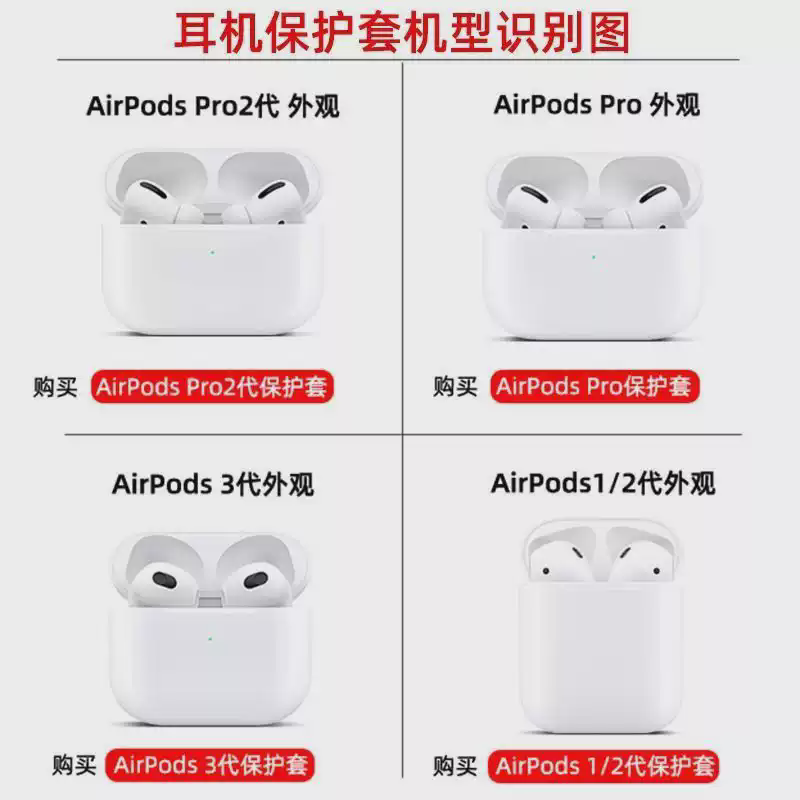 耳机保护套机型识别图
AirPods Pro2代 外观
AirPods Pro 外观
购买 AirPods Pro2代保护套
购买 AirPods Pro保护套
AirPods 3代外观
AirPods1/2代外观
购买 AirPods 3代保护套
购买 AirPods 1/2代保护套